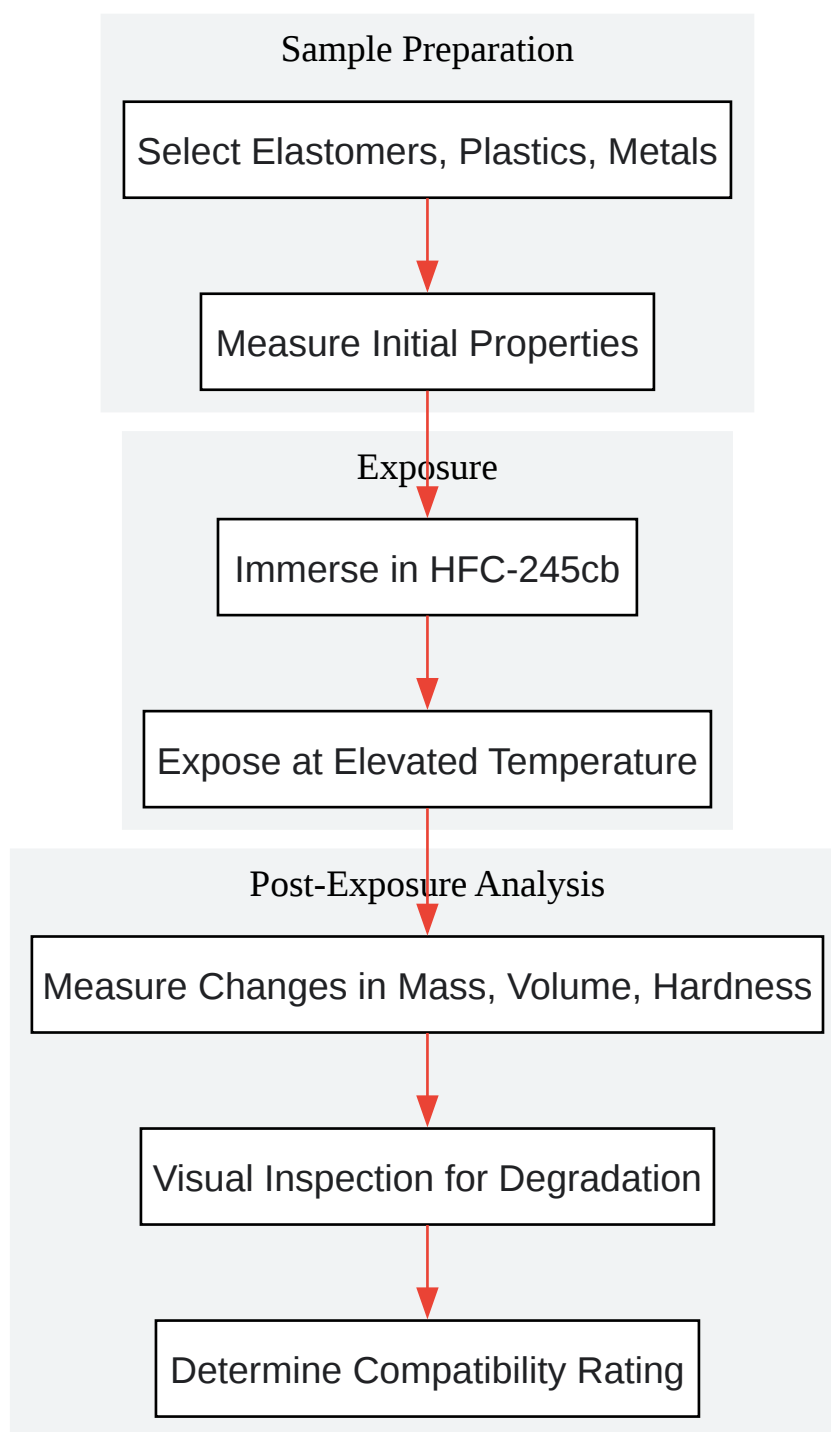 Sample Preparation
Select Elastomers, Plastics, Metals
Measure Initial Properties
Exposure
Immerse in HFC-245cb
Expose at Elevated Temperature
Post-Exposure Analysis
Measure Changes in Mass, Volume, Hardness
Visual Inspection for Degradation
Determine Compatibility Rating